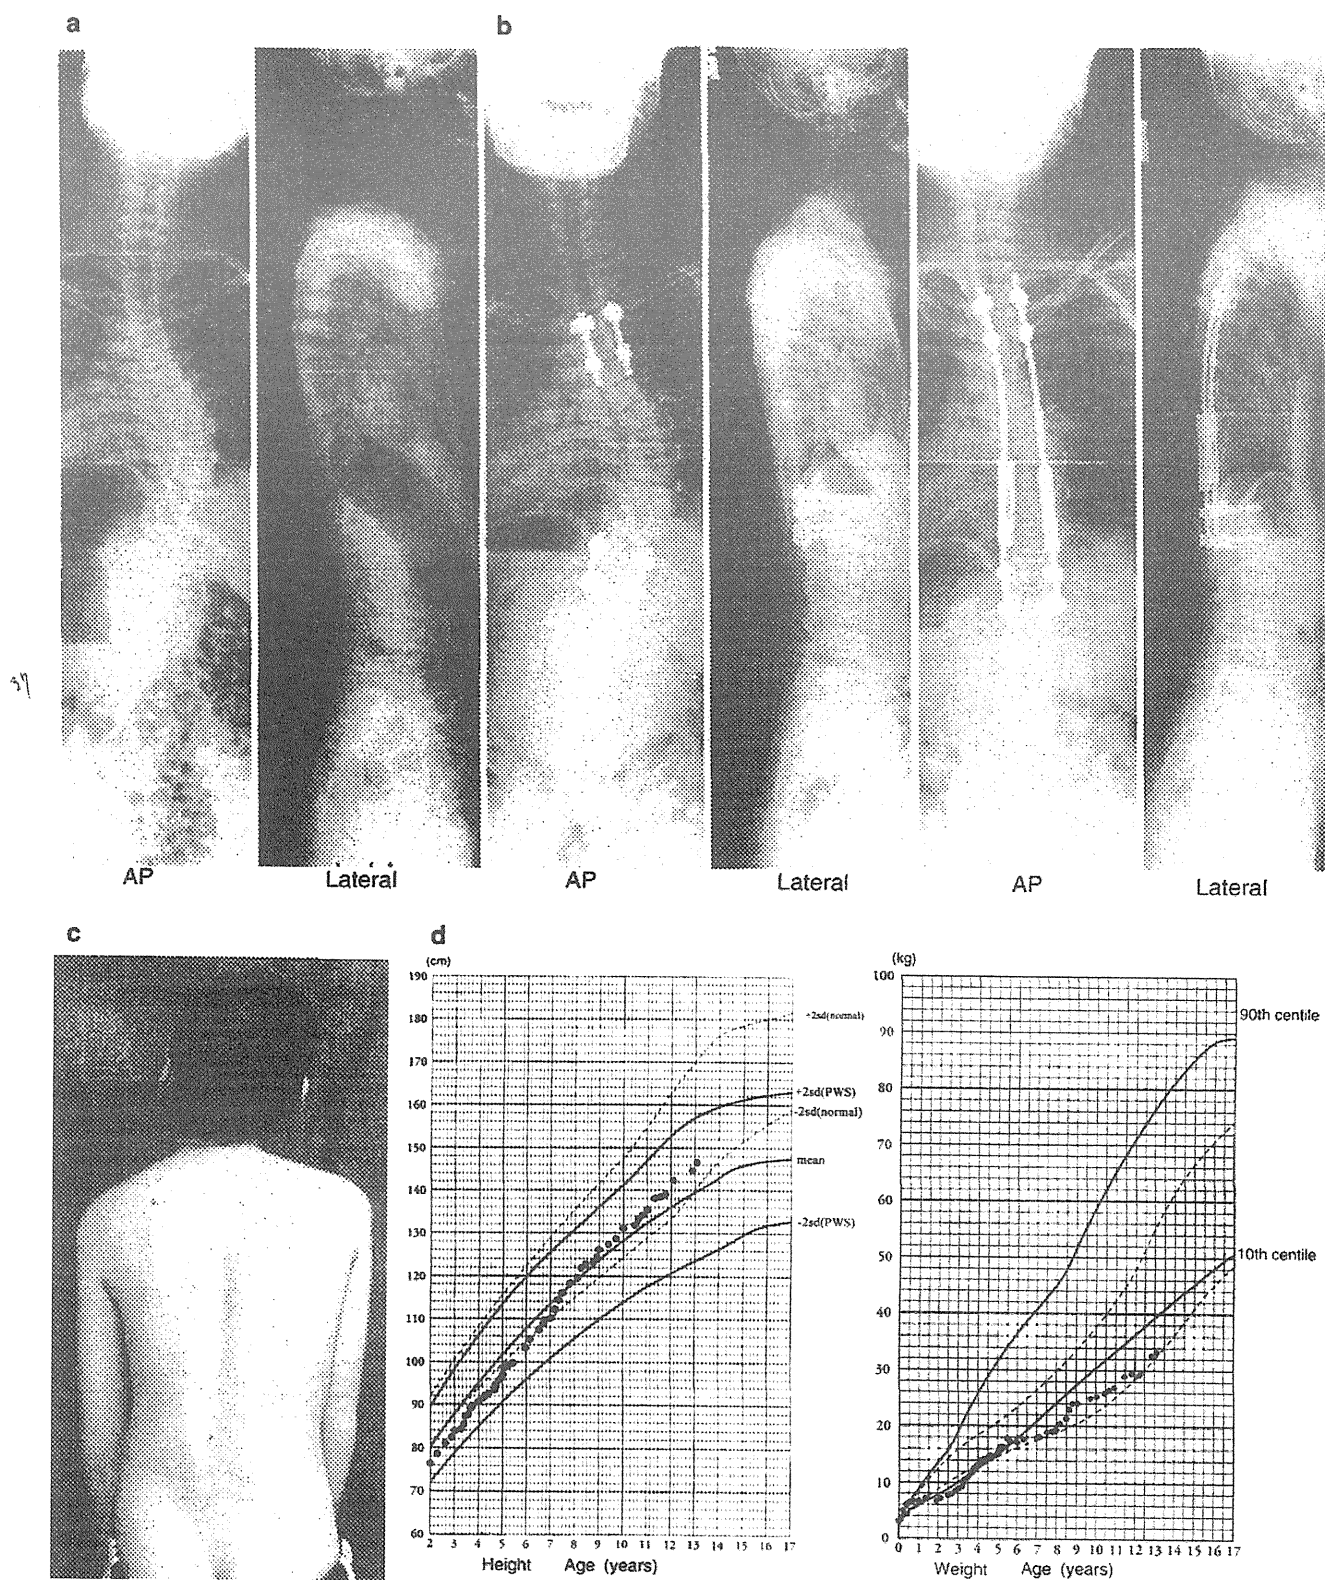 a
b
AP
Lateral
AP
Lateral
AP
Lateral
c
d
(cm)
190
180
170
160
150
140
130
120
110
100
90
80
70
60
+2sd(normal)
+2sd(PWS)
-2sd(normal)
mean
-2sd(PWS)
2 3 4 5 6 7 8 9 10 11 12 13 14 15 16 17
Height Age (years)
(kg)
100
90
80
70
60
50
40
30
20
10
0
90th centile
10th centile
0 1 2 3 4 5 6 7 8 9 10 11 12 13 14 15 16 17
Weight Age (years)